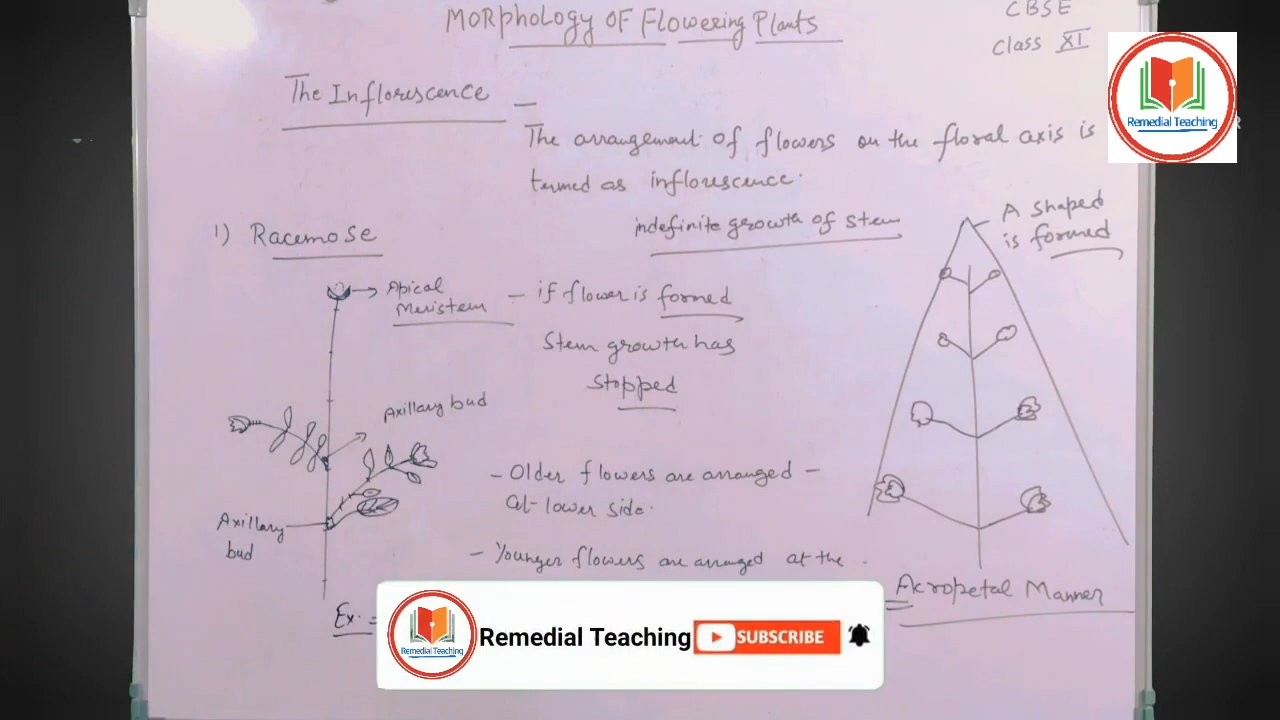 MORPHOLOGY OF Flowering Plants
CBSE
Class XI
Remedial Teaching
R
The Inflorescence –
The arrangement of flowers on the floral axis is
termed as inflorescence.
1) Racemose
indefinite growth of stem
A shaped
is formed
Apical
Meristem
– if flower is formed
Stem growth has
Stopped
Axillary bud
– Older flowers are arranged –
at lower side.
Axillary
bud
– Younger flowers are arranged at the
= Acropetal Manner
Ex. =
Remedial Teaching
Remedial Teaching
SUBSCRIBE